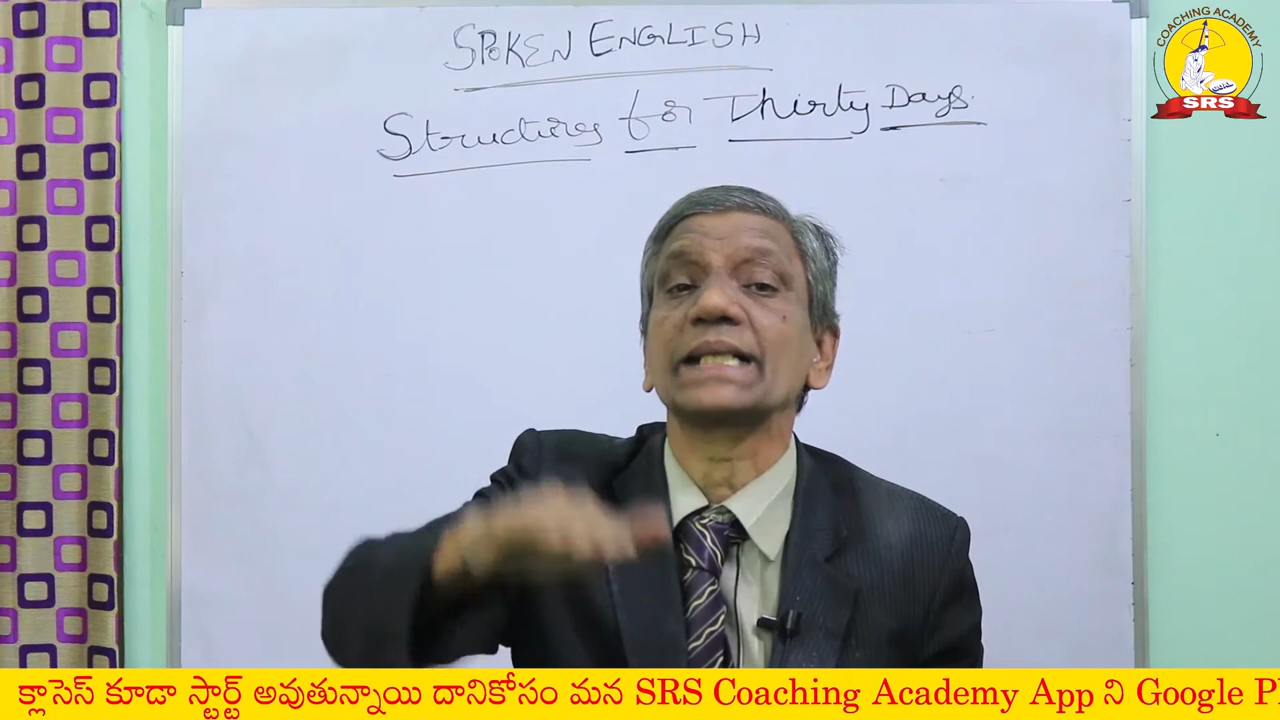 SPOKEN ENGLISH
Structures for Thirty Days.
COACHING ACADEMY
SRS
క్లాసెస్ కూడా స్టార్ట్ అవుతున్నాయి దానికోసం మన SRS Coaching Academy App ని Google Pl